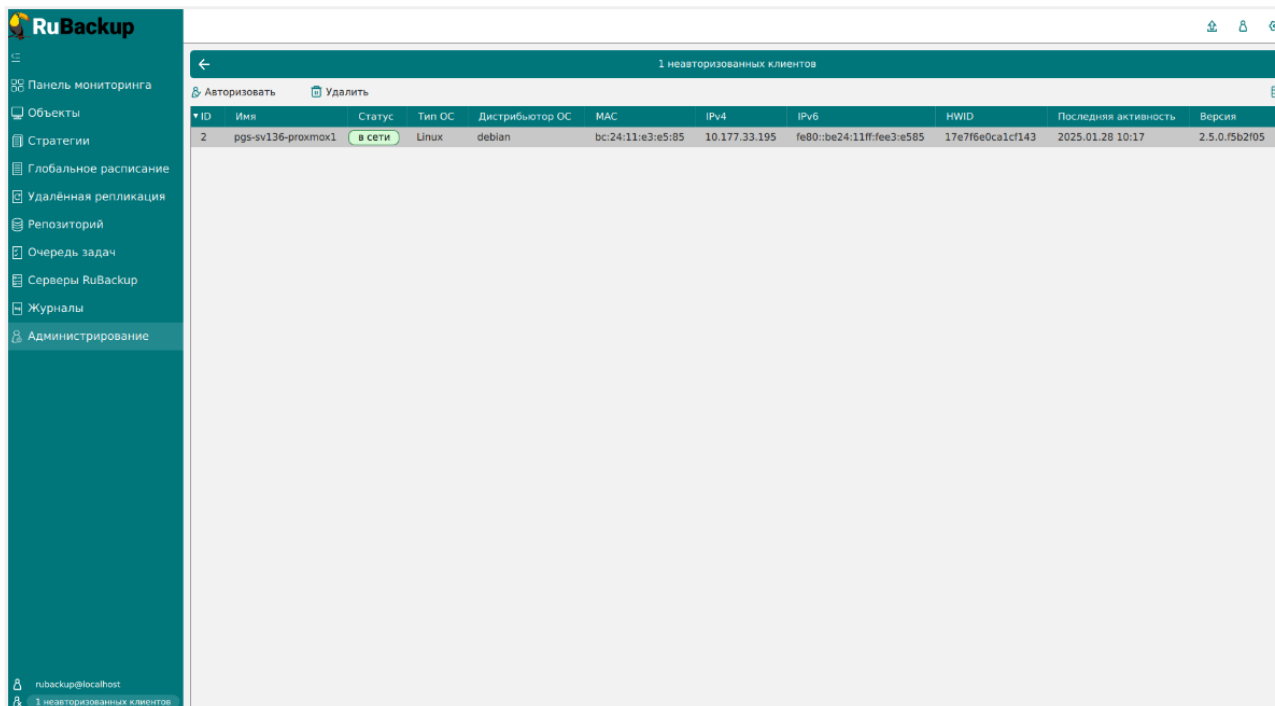 RuBackup
1 неавторизованных клиентов
Панель мониторинга
Объекты
Стратегии
Глобальное расписание
Удалённая репликация
Репозиторий
Очередь задач
Серверы RuBackup
Журналы
Администрирование
Авторизовать Удалить
ID Имя Статус Тип ОС Дистрибьютор ОС MAC IPv4 IPv6 HWID Последняя активность Версия
2 pgs-sv136-proxmox1 в сети Linux debian bc:24:11:e3:e5:85 10.177.33.195 fe80::be24:11ff:fee3:e585 17e7f6e0ca1cf143 2025.01.28 10:17 2.5.0.f5b2f05
rubackup@localhost
1 неавторизованных клиентов